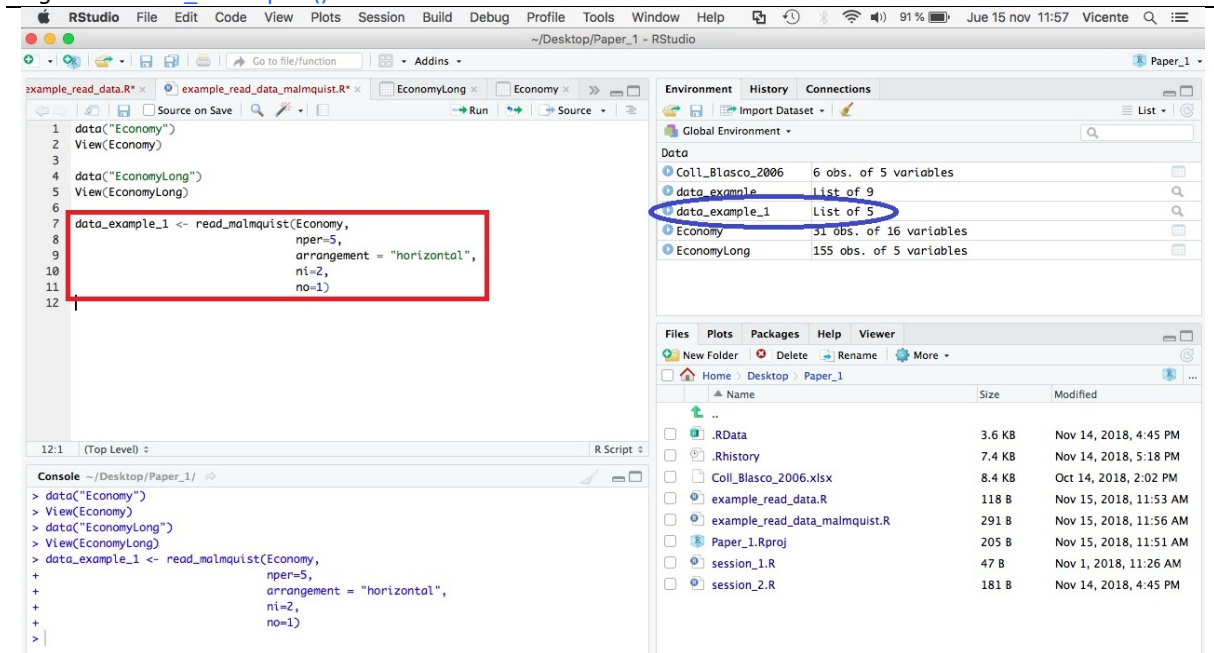 RStudio File Edit Code View Plots Session Build Debug Profile Tools Window Help 91 % Jue 15 nov 11:57 Vicente
~/Desktop/Paper_1 - RStudio
Go to file/function Addins Paper_1
example_read_data.R* example_read_data_malmquist.R* EconomyLong Economy
Source on Save Run Source
1 data("Economy")
2 View(Economy)
3
4 data("EconomyLong")
5 View(EconomyLong)
6
7 data_example_1 <- read_malmquist(Economy,
8 nper=5,
9 arrangement = "horizontal",
10 ni=2,
11 no=1)
12
12:1 (Top Level) R Script
Console ~/Desktop/Paper_1/
> data("Economy")
> View(Economy)
> data("EconomyLong")
> View(EconomyLong)
> data_example_1 <- read_malmquist(Economy,
+ nper=5,
+ arrangement = "horizontal",
+ ni=2,
+ no=1)
>
Environment History Connections
Import Dataset List
Global Environment
Data
Coll_Blasco_2006 6 obs. of 5 variables
data_example List of 9
data_example_1 List of 5
Economy 31 obs. of 16 variables
EconomyLong 155 obs. of 5 variables
Files Plots Packages Help Viewer
New Folder Delete Rename More
Home Desktop Paper_1 ...
Name Size Modified
..
.RData 3.6 KB Nov 14, 2018, 4:45 PM
.Rhistory 7.4 KB Nov 14, 2018, 5:18 PM
Coll_Blasco_2006.xlsx 8.4 KB Oct 14, 2018, 2:02 PM
example_read_data.R 118 B Nov 15, 2018, 11:53 AM
example_read_data_malmquist.R 291 B Nov 15, 2018, 11:56 AM
Paper_1.Rproj 205 B Nov 15, 2018, 11:51 AM
session_1.R 47 B Nov 1, 2018, 11:26 AM
session_2.R 181 B Nov 14, 2018, 4:45 PM